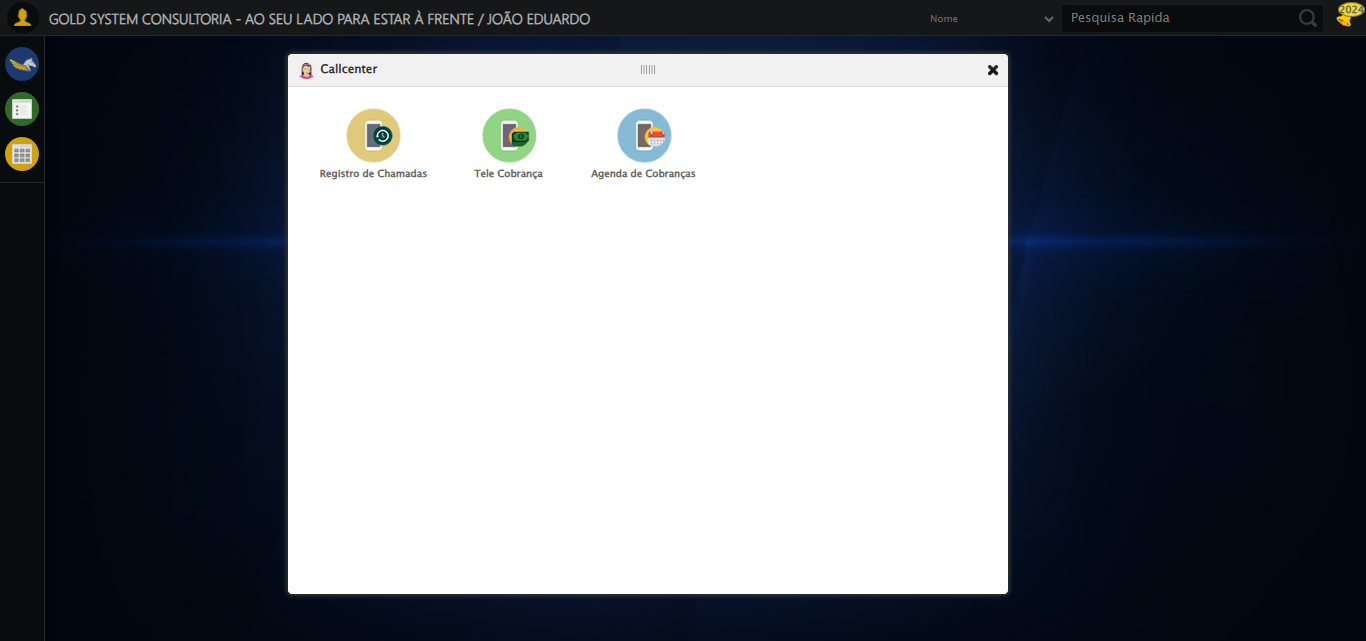 GOLD SYSTEM CONSULTORIA - AO SEU LADO PARA ESTAR À FRENTE / JOÃO EDUARDO
Nome
Pesquisa Rapida
2024
Callcenter
Registro de Chamadas
Tele Cobrança
Agenda de Cobranças